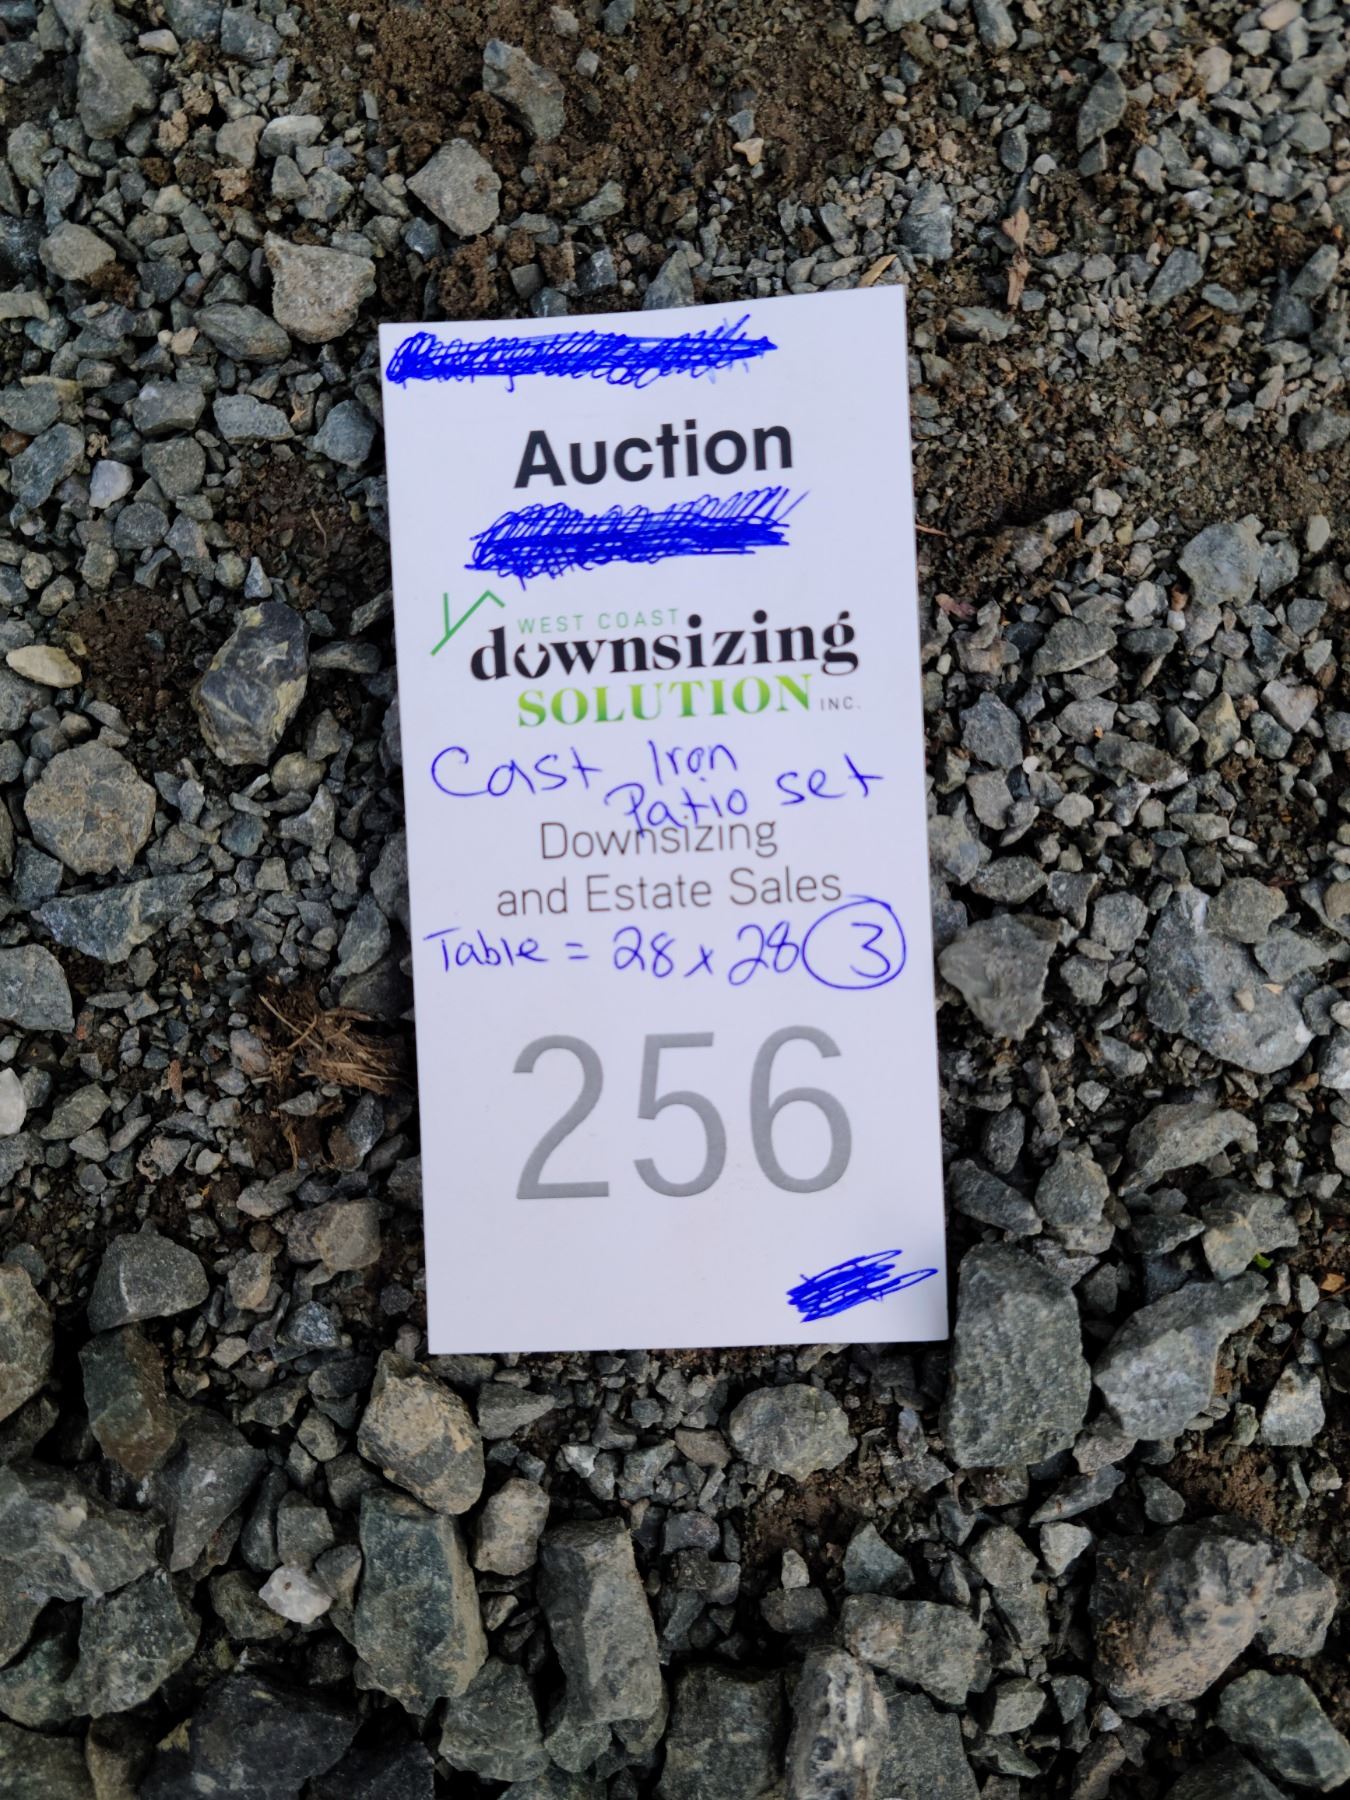 Auction
WEST COAST
downsizing
SOLUTION INC.
Cast Iron
Patio set
Downsizing
and Estate Sales
Table = 28 x 28 3
256